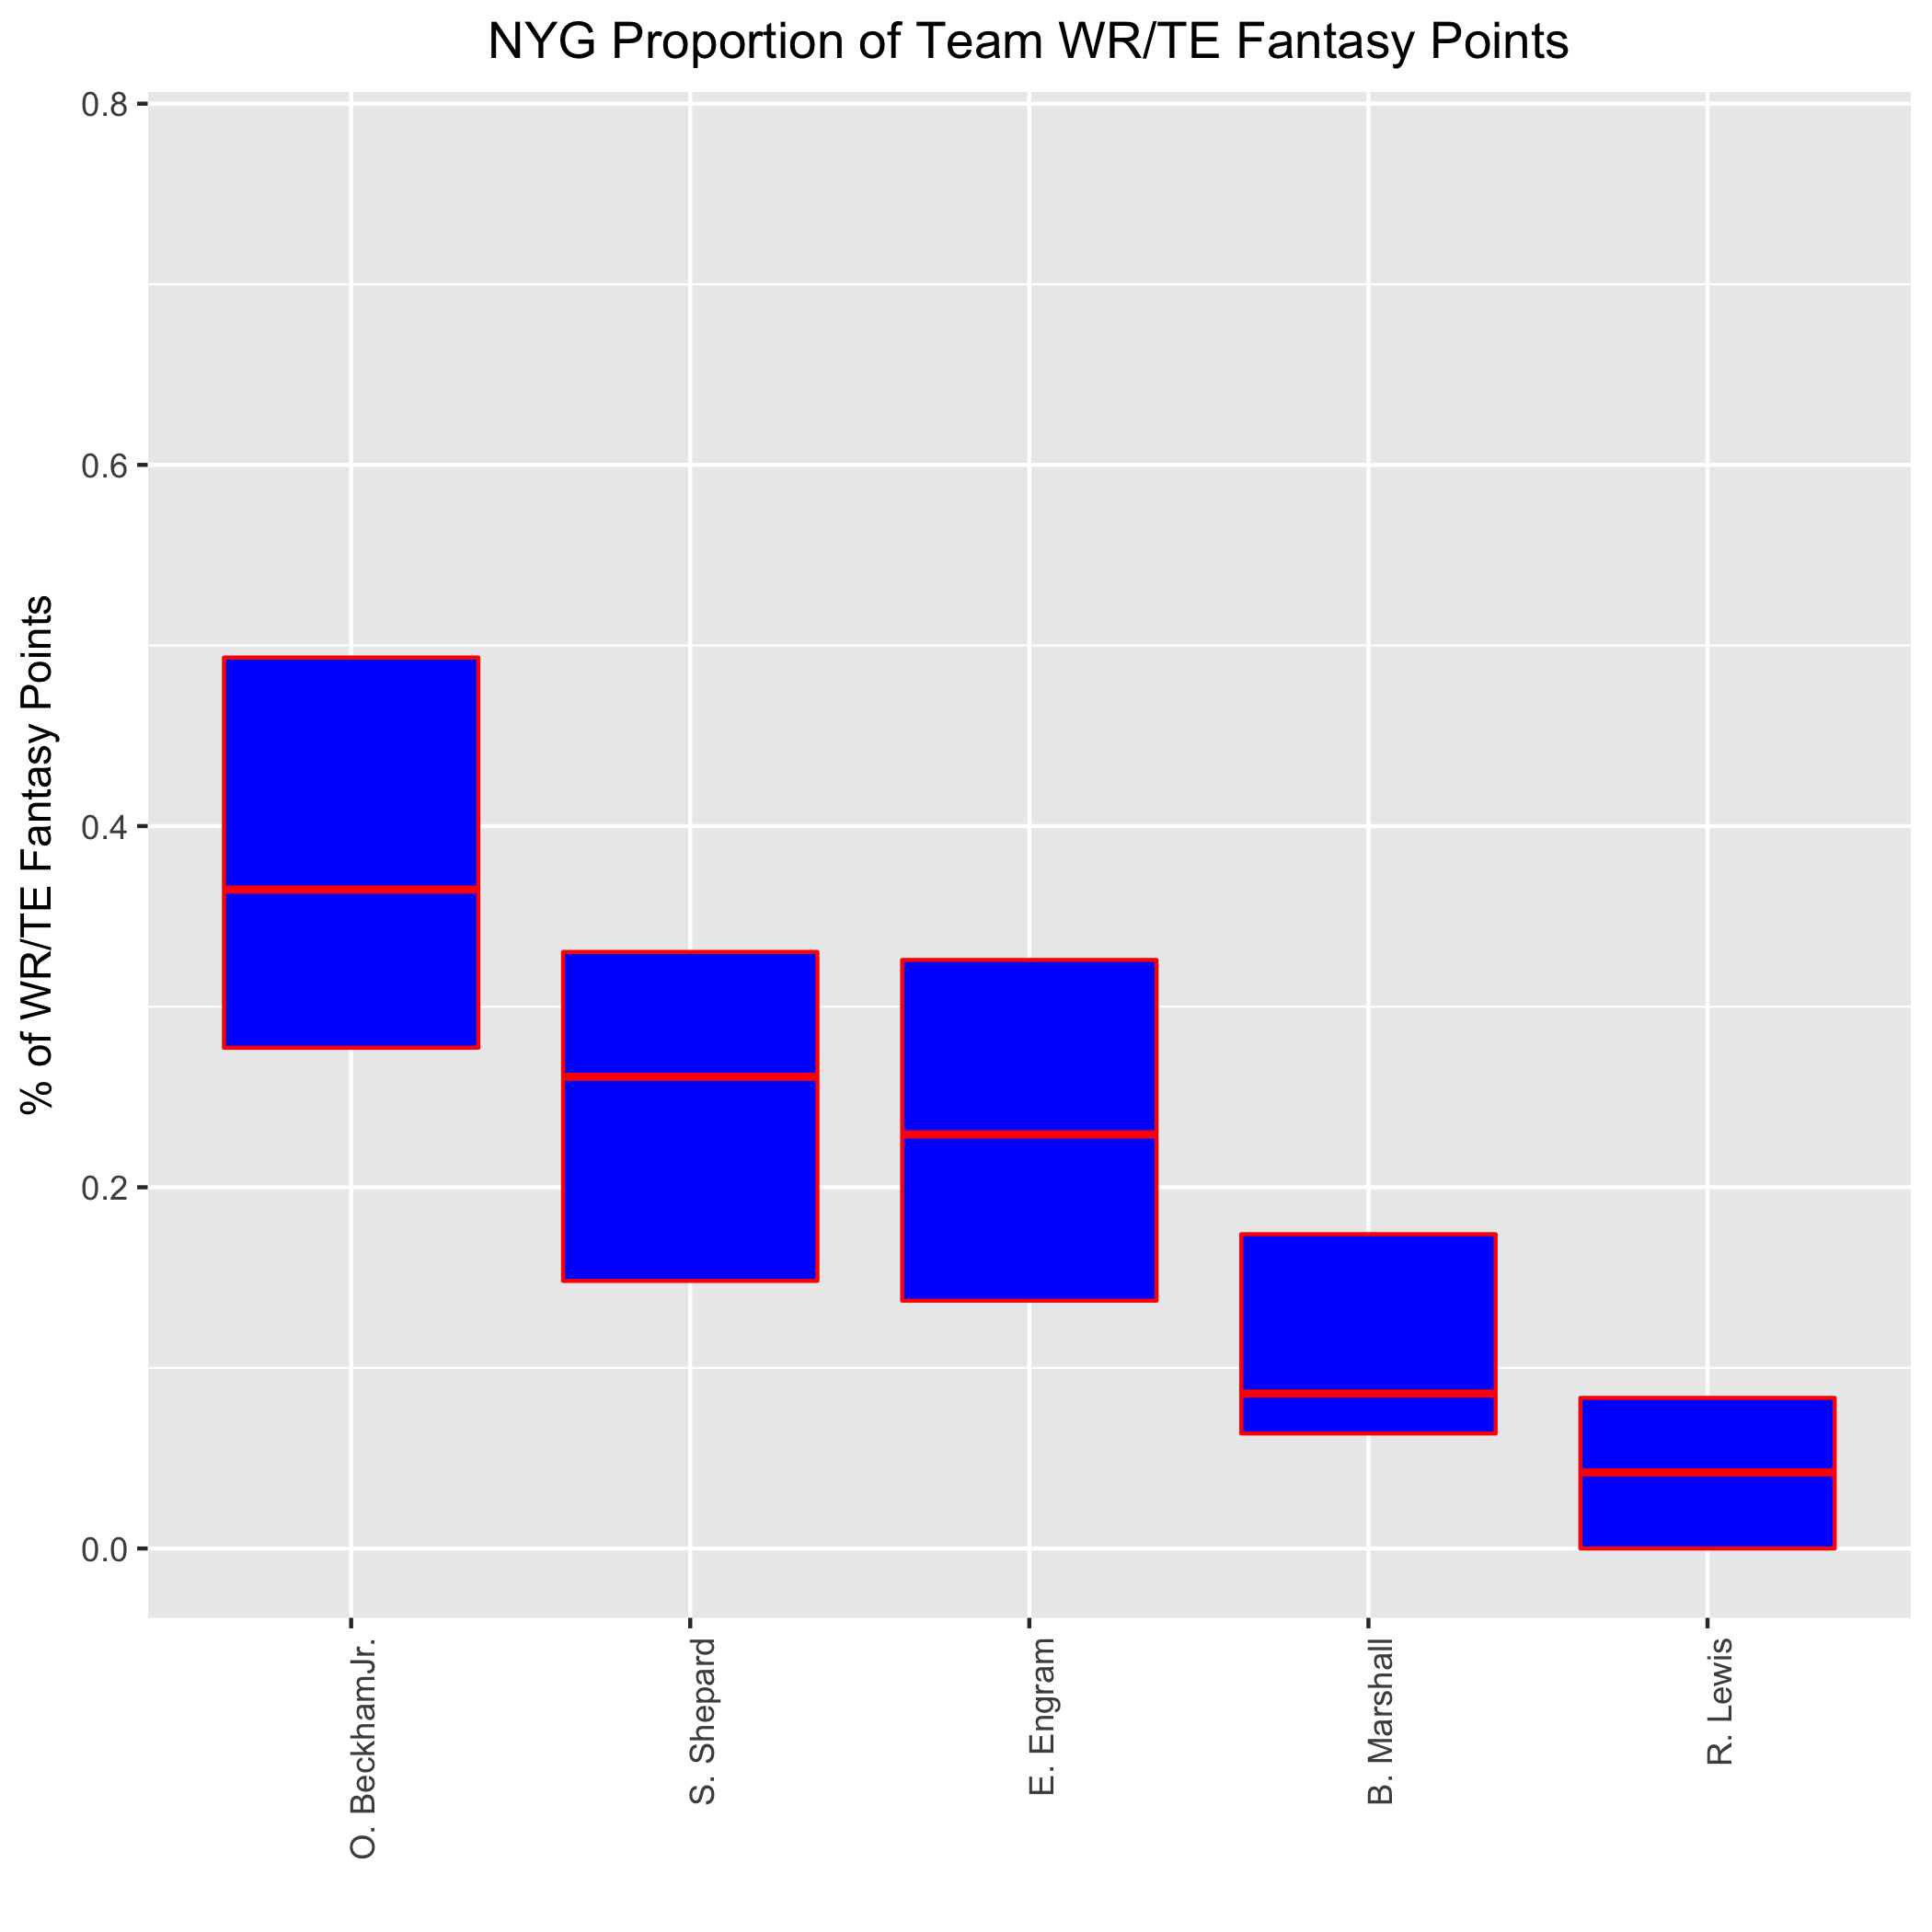 NYG Proportion of Team WR/TE Fantasy Points
% of WR/TE Fantasy Points
0.8
0.6
0.4
0.2
0.0
O. BeckhamJr.
S. Shepard
E. Engram
B. Marshall
R. Lewis